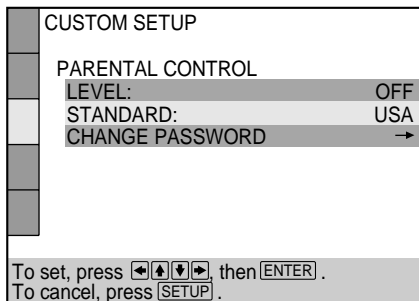 CUSTOM SETUP
PARENTAL CONTROL
LEVEL: OFF
STANDARD: USA
CHANGE PASSWORD →
To set, press ←↑↓→, then ENTER .
To cancel, press SETUP .